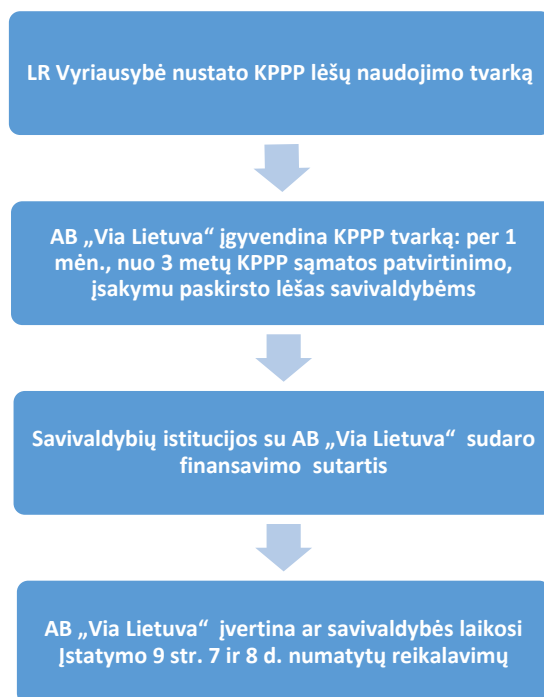 LR Vyriausybė nustato KPPP lėšų naudojimo tvarką
AB „Via Lietuva“ įgyvendina KPPP tvarką: per 1
mėn., nuo 3 metų KPPP sąmatos patvirtinimo,
įsakymu paskirsto lėšas savivaldybėms
Savivaldybių institucijos su AB „Via Lietuva“ sudaro
finansavimo sutartis
AB „Via Lietuva“ įvertina ar savivaldybės laikosi
Įstatymo 9 str. 7 ir 8 d. numatytų reikalavimų